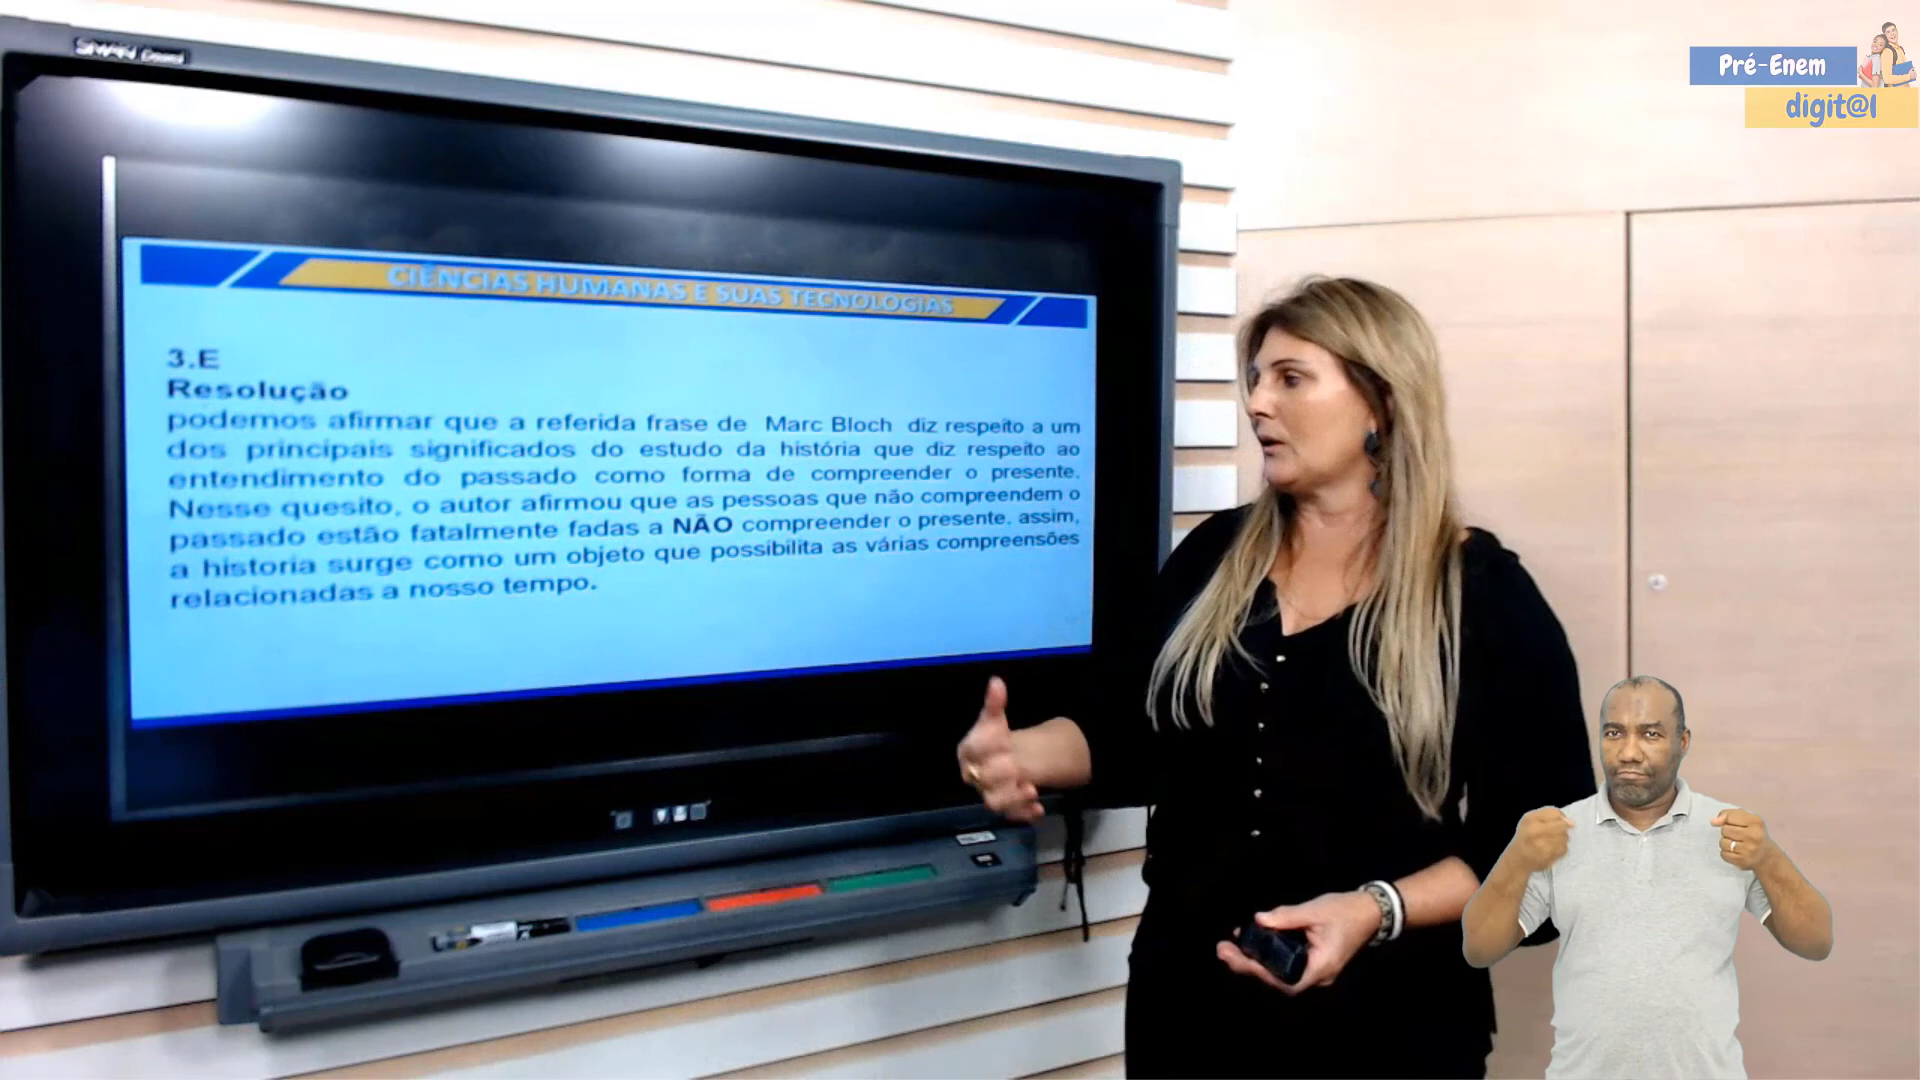 SMART Board
Pré-Enem
digit@l
CIÊNCIAS HUMANAS E SUAS TECNOLOGIAS
3.E
Resolução
podemos afirmar que a referida frase de Marc Bloch diz respeito a um
dos principais significados do estudo da história que diz respeito ao
entendimento do passado como forma de compreender o presente.
Nesse quesito, o autor afirmou que as pessoas que não compreendem o
passado estão fatalmente fadas a NÃO compreender o presente. assim,
a historia surge como um objeto que possibilita as várias compreensões
relacionadas a nosso tempo.